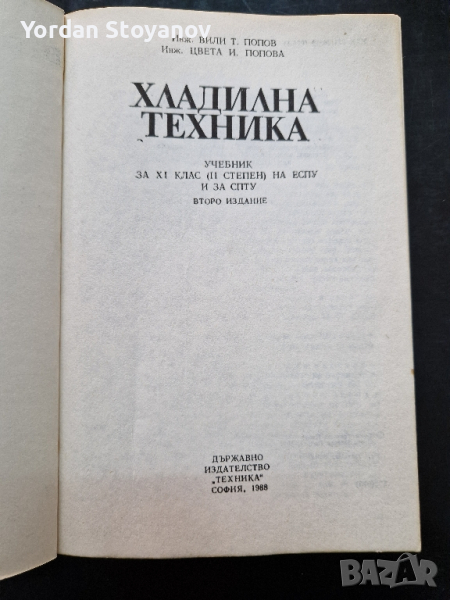 Yordan Stoyanov
Инж. ВИЛИ Т. ПОПОВ
Инж. ЦВЕТА И. ПОПОВА
ХЛАДИЛНА
ТЕХНИКА
УЧЕБНИК
ЗА XI КЛАС (II СТЕПЕН) НА ЕСПУ
И ЗА СПТУ
ВТОРО ИЗДАНИЕ
ДЪРЖАВНО
ИЗДАТЕЛСТВО
„ТЕХНИКА"
СОФИЯ, 1988
BAZAR